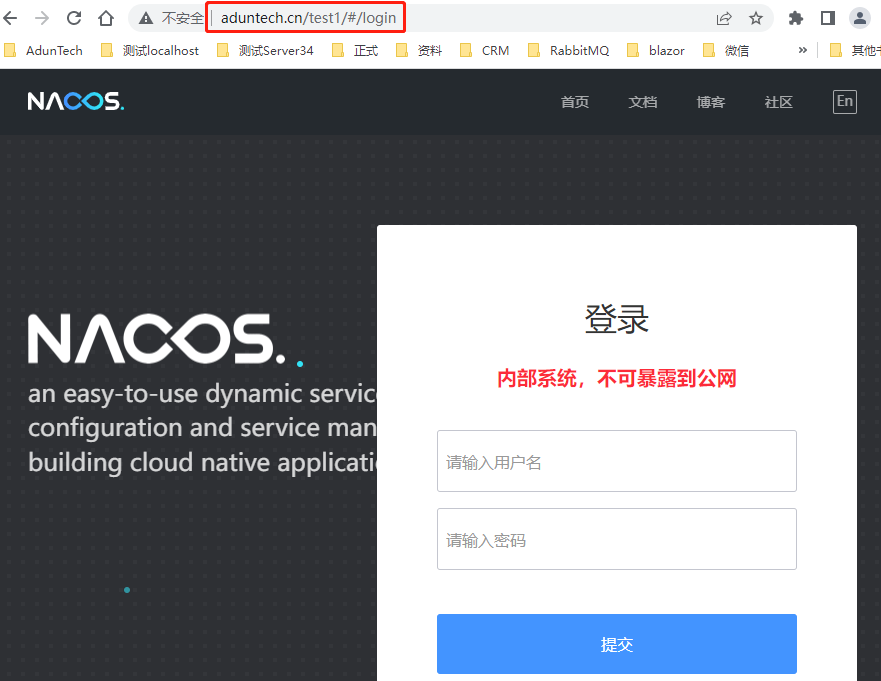 不安全 | aduntech.cn/test1/#/login
AdunTech 测试localhost 测试Server34 正式 资料 CRM RabbitMQ blazor 微信 » 其他书
NACOS. 首页 文档 博客 社区 En
NACOS.
an easy-to-use dynamic servic
configuration and service man
building cloud native applicati
登录
内部系统，不可暴露到公网
请输入用户名
请输入密码
提交